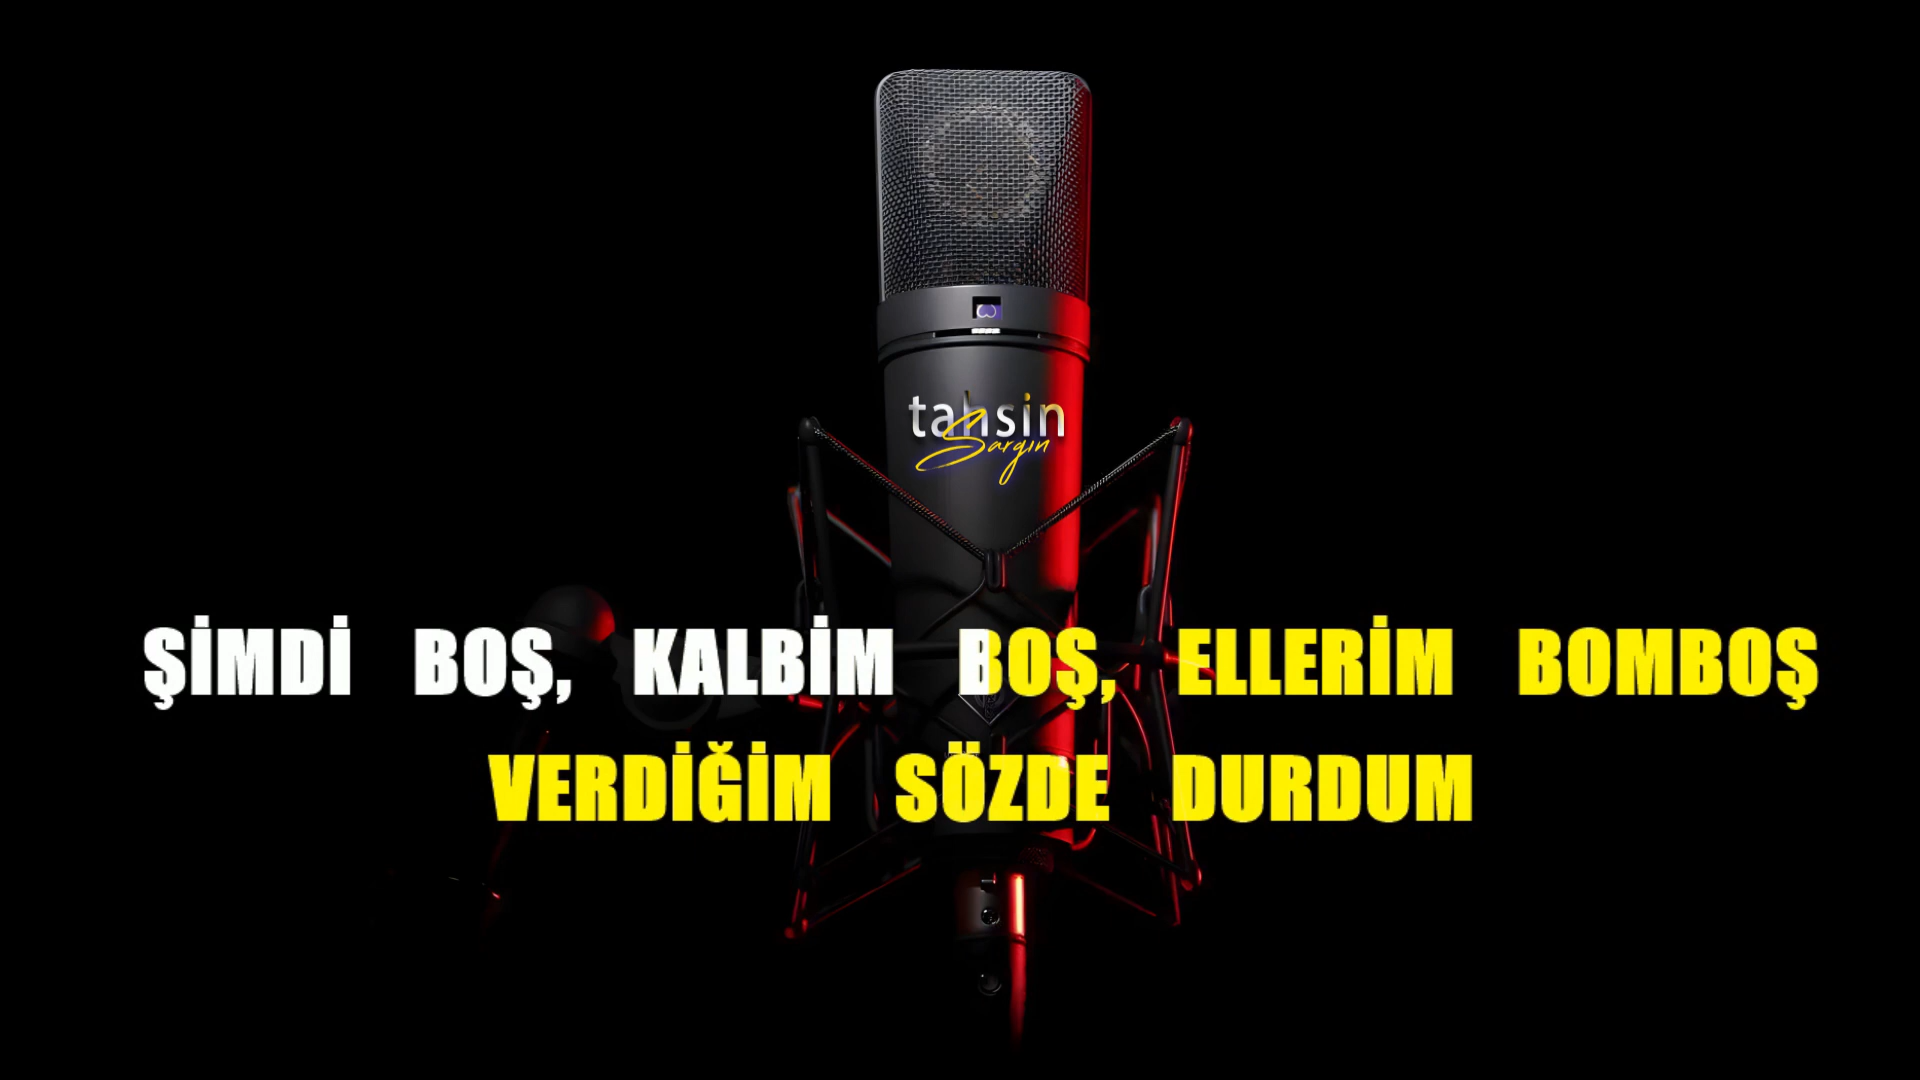 tahsin
Sargın
ŞİMDİ BOŞ, KALBİM BOŞ, ELLERİM BOMBOŞ
VERDİĞİM SÖZDE DURDUM